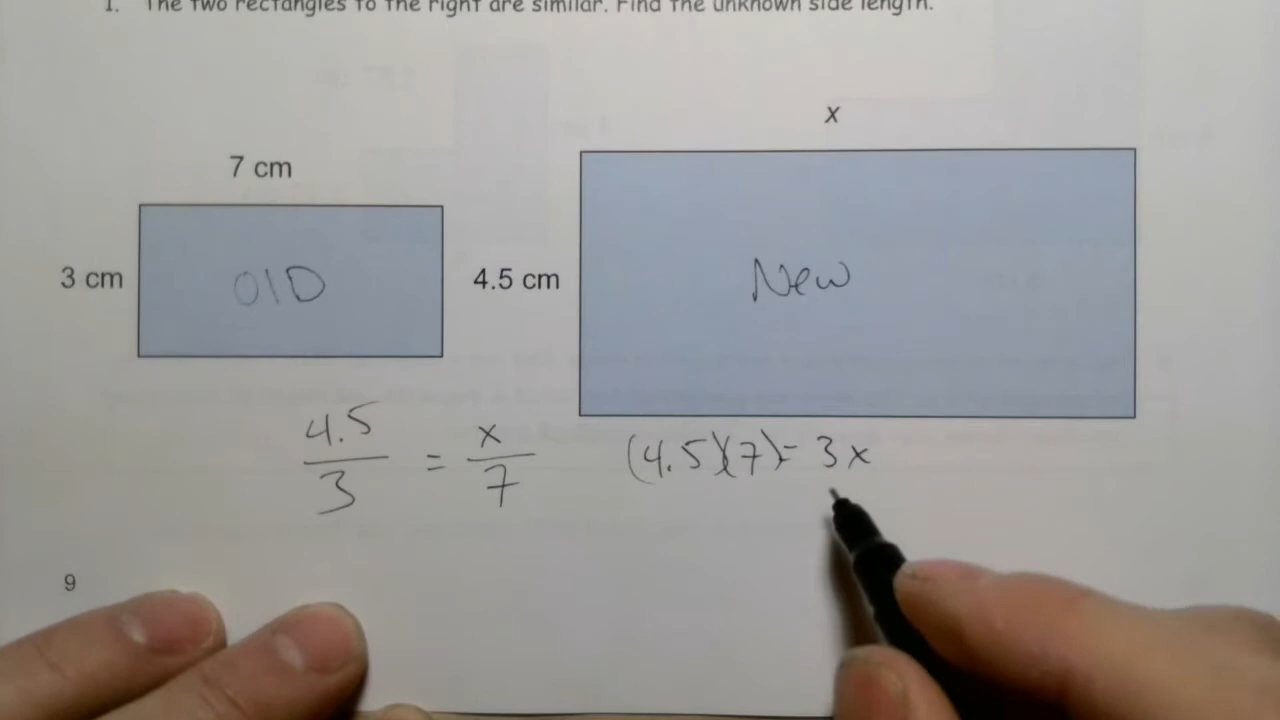 1. The two rectangles to the right are similar. Find the unknown side length.
x
7 cm
3 cm
OlD
4.5 cm
New
4.5/3 = x/7
(4.5)(7)= 3x
9